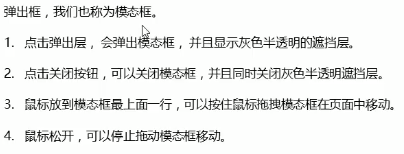 弹出框，我们也称为模态框。
1. 点击弹出层，会弹出模态框，并且显示灰色半透明的遮挡层。
2. 点击关闭按钮，可以关闭模态框，并且同时关闭灰色半透明遮挡层。
3. 鼠标放到模态框最上面一行，可以按住鼠标拖拽模态框在页面中移动。
4. 鼠标松开，可以停止拖动模态框移动。